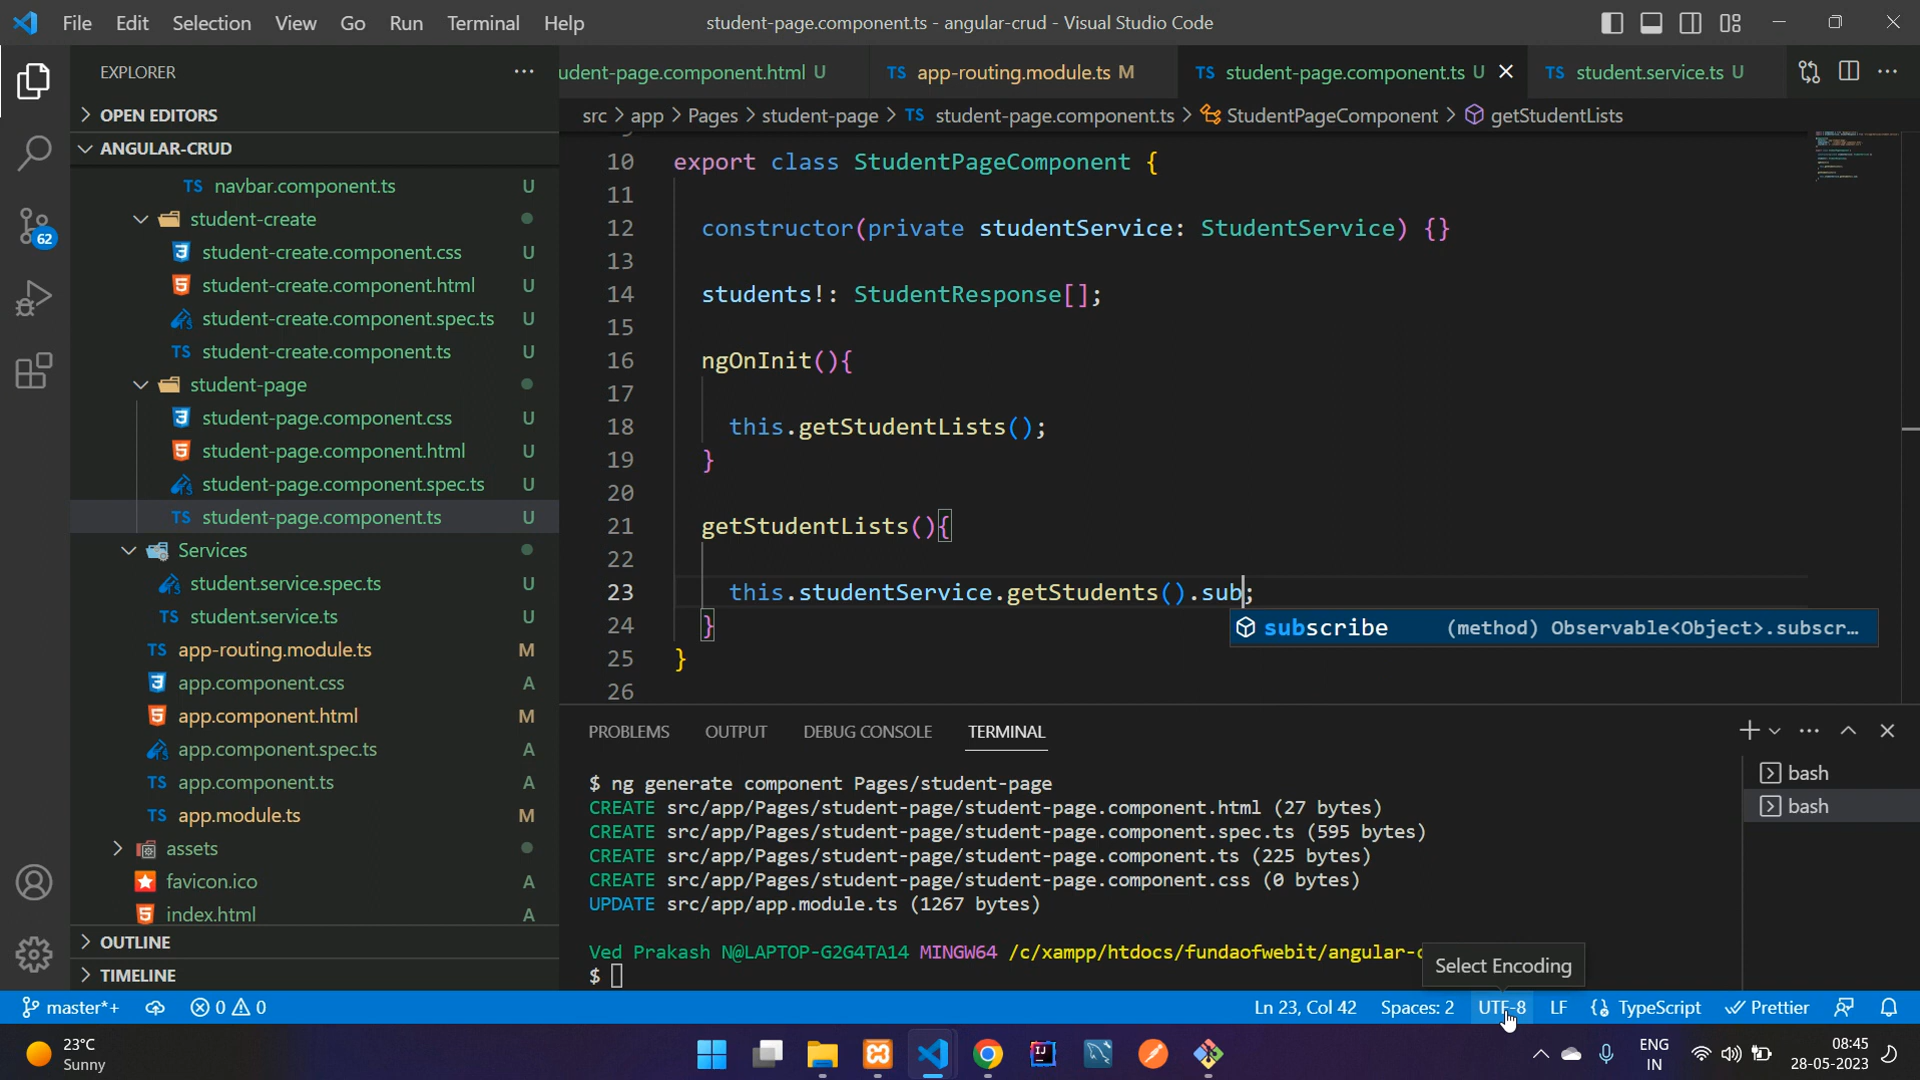 File Edit Selection View Go Run Terminal Help
student-page.component.ts - angular-crud - Visual Studio Code
EXPLORER
OPEN EDITORS
ANGULAR-CRUD
TS navbar.component.ts U
student-create
student-create.component.css U
student-create.component.html U
student-create.component.spec.ts U
TS student-create.component.ts U
student-page
student-page.component.css U
student-page.component.html U
student-page.component.spec.ts U
TS student-page.component.ts U
Services
student.service.spec.ts U
TS student.service.ts U
TS app-routing.module.ts M
app.component.css A
app.component.html M
app.component.spec.ts A
TS app.component.ts A
TS app.module.ts M
assets
favicon.ico A
index.html A
OUTLINE
TIMELINE
62
udent-page.component.html U
TS app-routing.module.ts M
TS student-page.component.ts U
TS student.service.ts U
src > app > Pages > student-page > TS student-page.component.ts > StudentPageComponent > getStudentLists
10 export class StudentPageComponent {
11
12 constructor(private studentService: StudentService) {}
13
14 students!: StudentResponse[];
15
16 ngOnInit(){
17
18 this.getStudentLists();
19 }
20
21 getStudentLists(){
22
23 this.studentService.getStudents().sub;
subscribe (method) Observable<Object>.subscr…
24 }
25 }
26
PROBLEMS OUTPUT DEBUG CONSOLE TERMINAL
$ ng generate component Pages/student-page
CREATE src/app/Pages/student-page/student-page.component.html (27 bytes)
CREATE src/app/Pages/student-page/student-page.component.spec.ts (595 bytes)
CREATE src/app/Pages/student-page/student-page.component.ts (225 bytes)
CREATE src/app/Pages/student-page/student-page.component.css (0 bytes)
UPDATE src/app/app.module.ts (1267 bytes)
Ved Prakash N@LAPTOP-G2G4TA14 MINGW64 /c/xampp/htdocs/fundaofwebit/angular-c
$
bash
bash
Select Encoding
master*+ 0 0
Ln 23, Col 42 Spaces: 2 UTF-8 LF {} TypeScript Prettier
23°C
Sunny
ENG
IN
08:45
28-05-2023